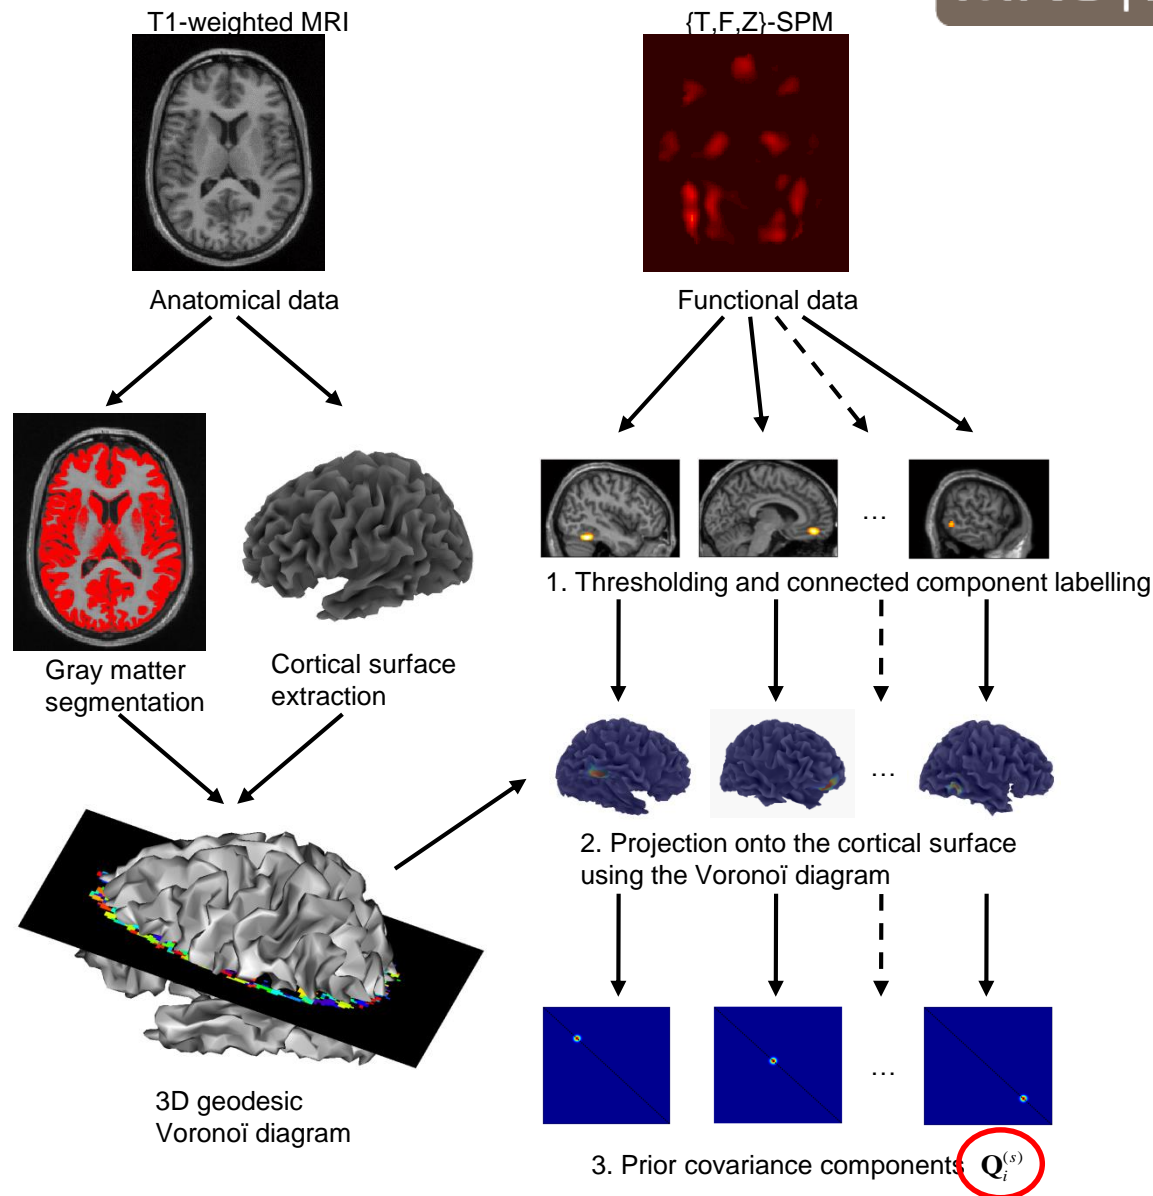 T1-weighted MRI
{T,F,Z}-SPM
Anatomical data
Functional data
…
1. Thresholding and connected component labelling
Gray matter
segmentation
Cortical surface
extraction
…
2. Projection onto the cortical surface
using the Voronoï diagram
…
3D geodesic
Voronoï diagram
3. Prior covariance components Q_i^(s)